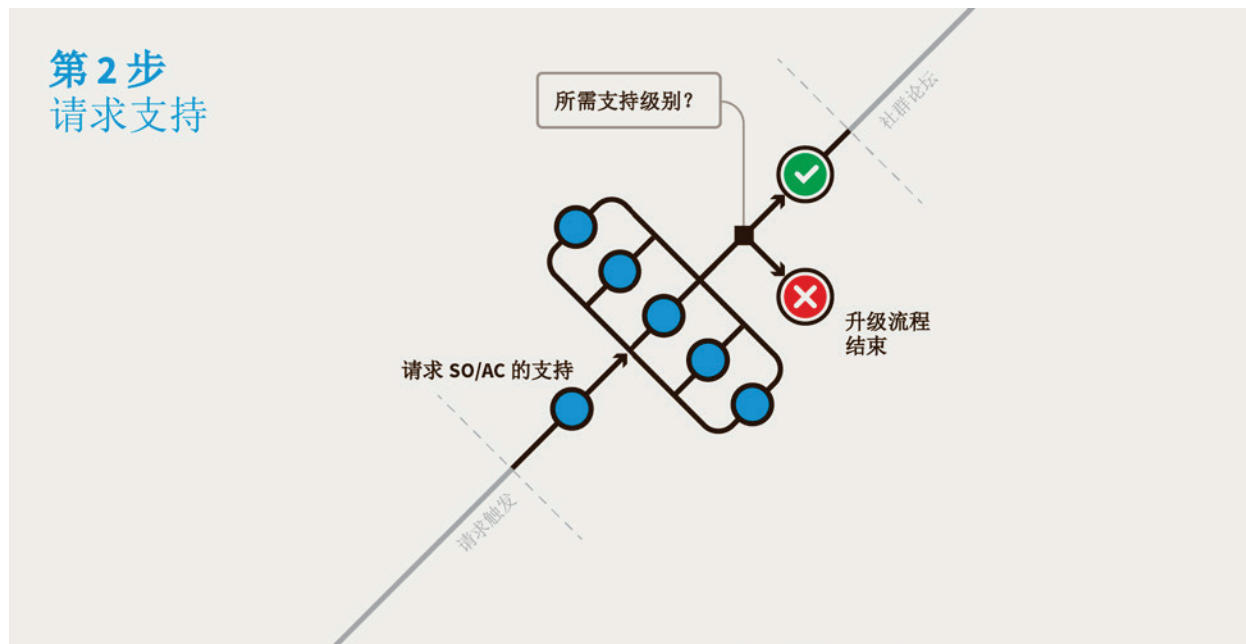 第 2 步
请求支持
所需支持级别？
社群论坛
升级流程
结束
请求 SO/AC 的支持
请求触发